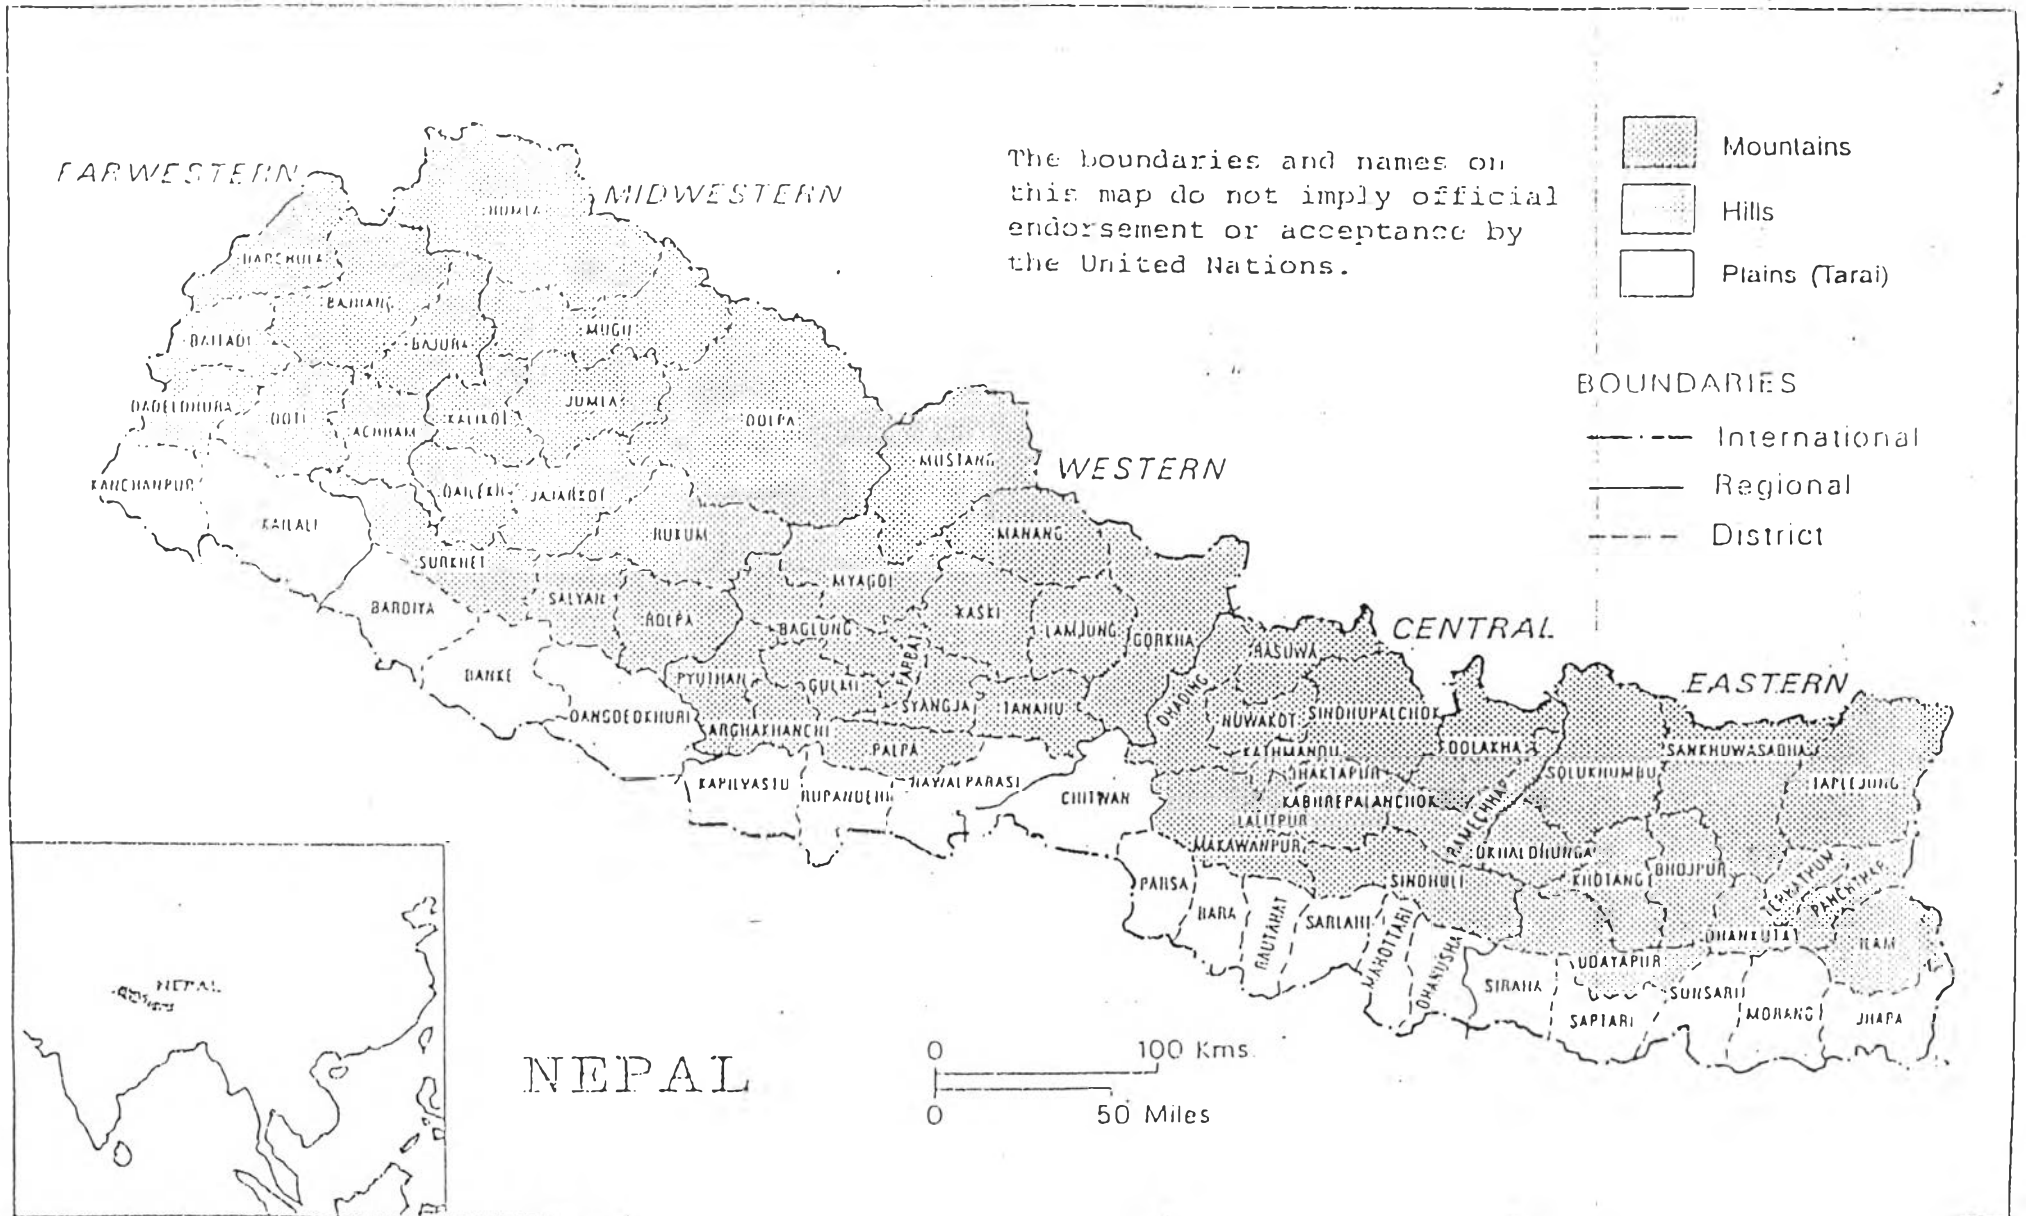 FARWESTERN
MIDWESTERN
The boundaries and names on
this map do not imply official
endorsement or acceptance by
the United Nations.
Mountains
Hills
Plains (Tarai)
BOUNDARIES
International
Regional
District
WESTERN
CENTRAL
EASTERN
HUMLA
DARCHULA
BAJHANG
BAITADI
BAJURA
MUGU
DADELDHURA
DOTI
ACHHAM
KALIKOT
JUMLA
DOLPA
MUSTANG
KANCHANPUR
KAILALI
DAILEKH
JAJARKOT
RUKUM
MANANG
SURKHET
MYAGDI
BARDIYA
SALYAN
ROLPA
BAGLUNG
KASKI
LAMJUNG
GORKHA
RASUWA
BANKE
PYUTHAN
GULMI
PARBAT
SYANGJA
TANAHU
DHADING
NUWAKOT
SINDHUPALCHOK
DANGDEOKHURI
ARGHAKHANCHI
PALPA
KATHMANDU
DOLAKHA
SOLUKHUMBU
SANKHUWASABHA
TAPLEJUNG
KAPILVASTU
RUPANDEHI
NAWALPARASI
CHITWAN
BHAKTAPUR
KABHREPALANCHOK
LALITPUR
RAMECHHAP
MAKAWANPUR
OKHALDHUNGA
SINDHULI
KHOTANG
BHOJPUR
TERHATHUM
PANCHTHAR
PARSA
BARA
RAUTAHAT
SARLAHI
MAHOTTARI
DHANUSHA
DHANKUTA
ILAM
UDAYAPUR
SIRAHA
SAPTARI
SUNSARI
MORANG
JHAPA
NEPAL
NEPAL
0 100 Kms.
0 50 Miles